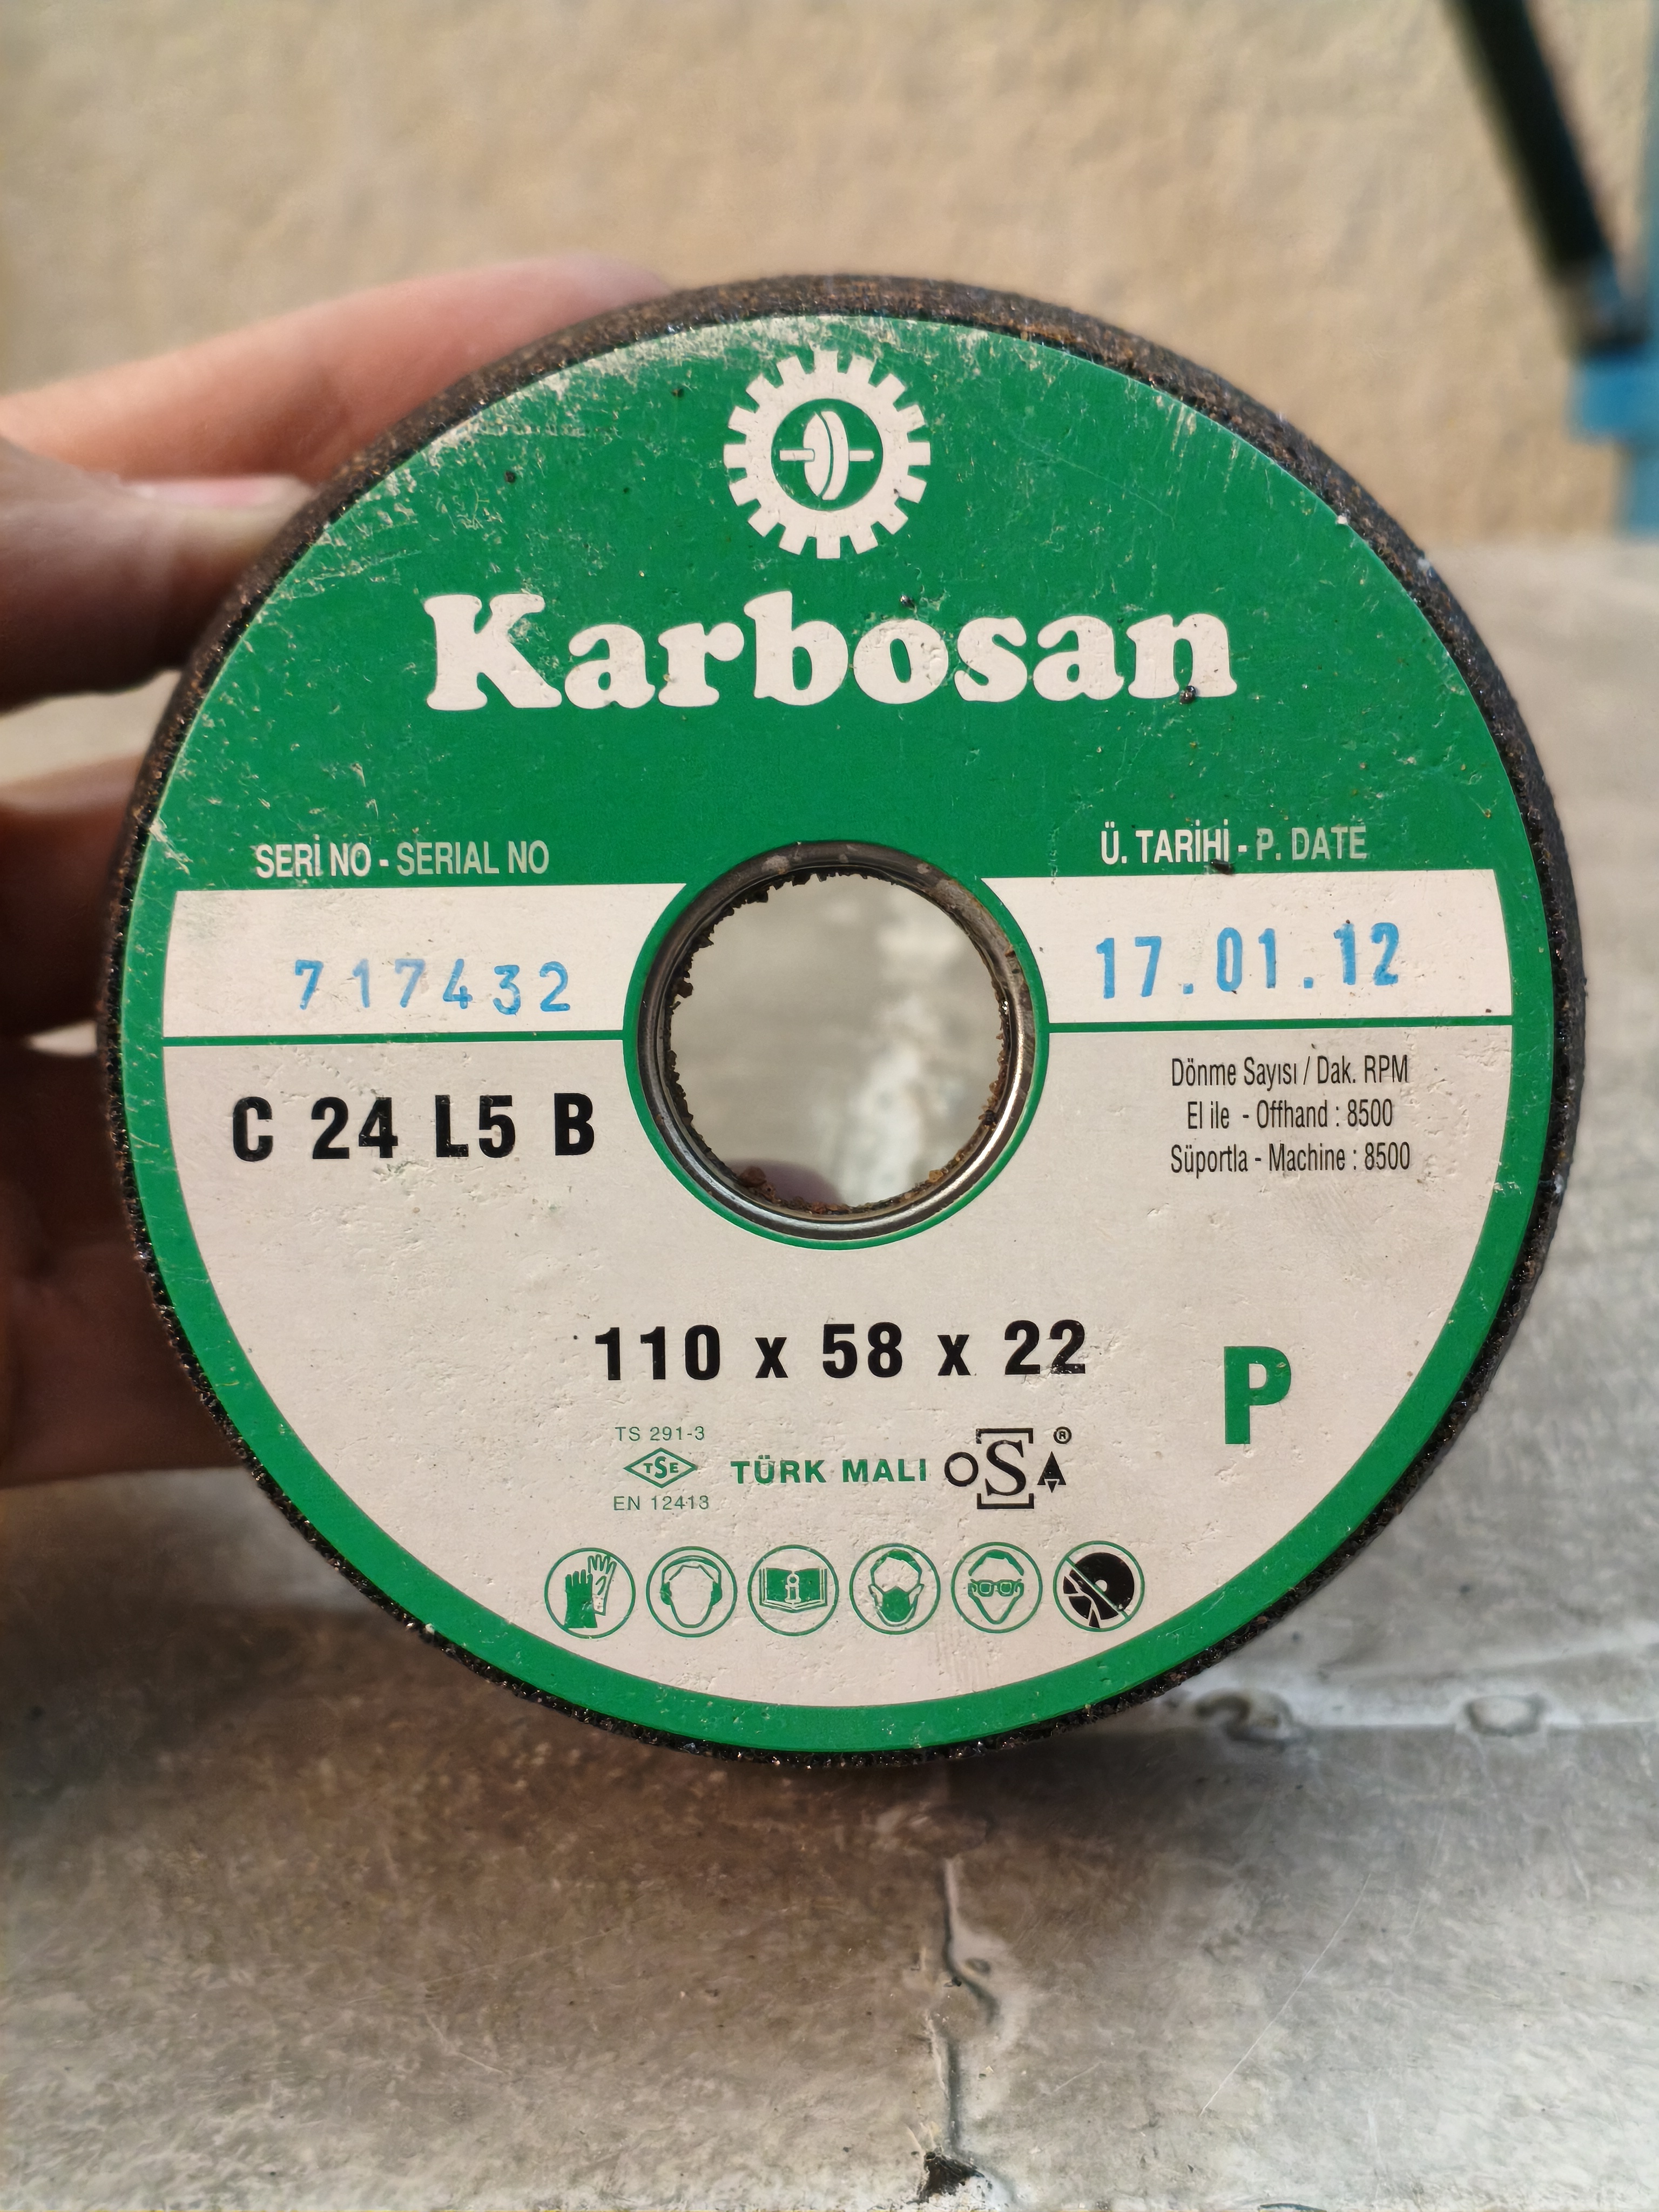 Karbosan
SERİ NO - SERIAL NO
Ü. TARİHİ - P. DATE
717432
17.01.12
C 24 L5 B
Dönme Sayısı / Dak. RPM
El ile - Offhand : 8500
Süportla - Machine : 8500
110 x 58 x 22
P
TS 291-3
TSE
EN 12413
TÜRK MALI
oSa®